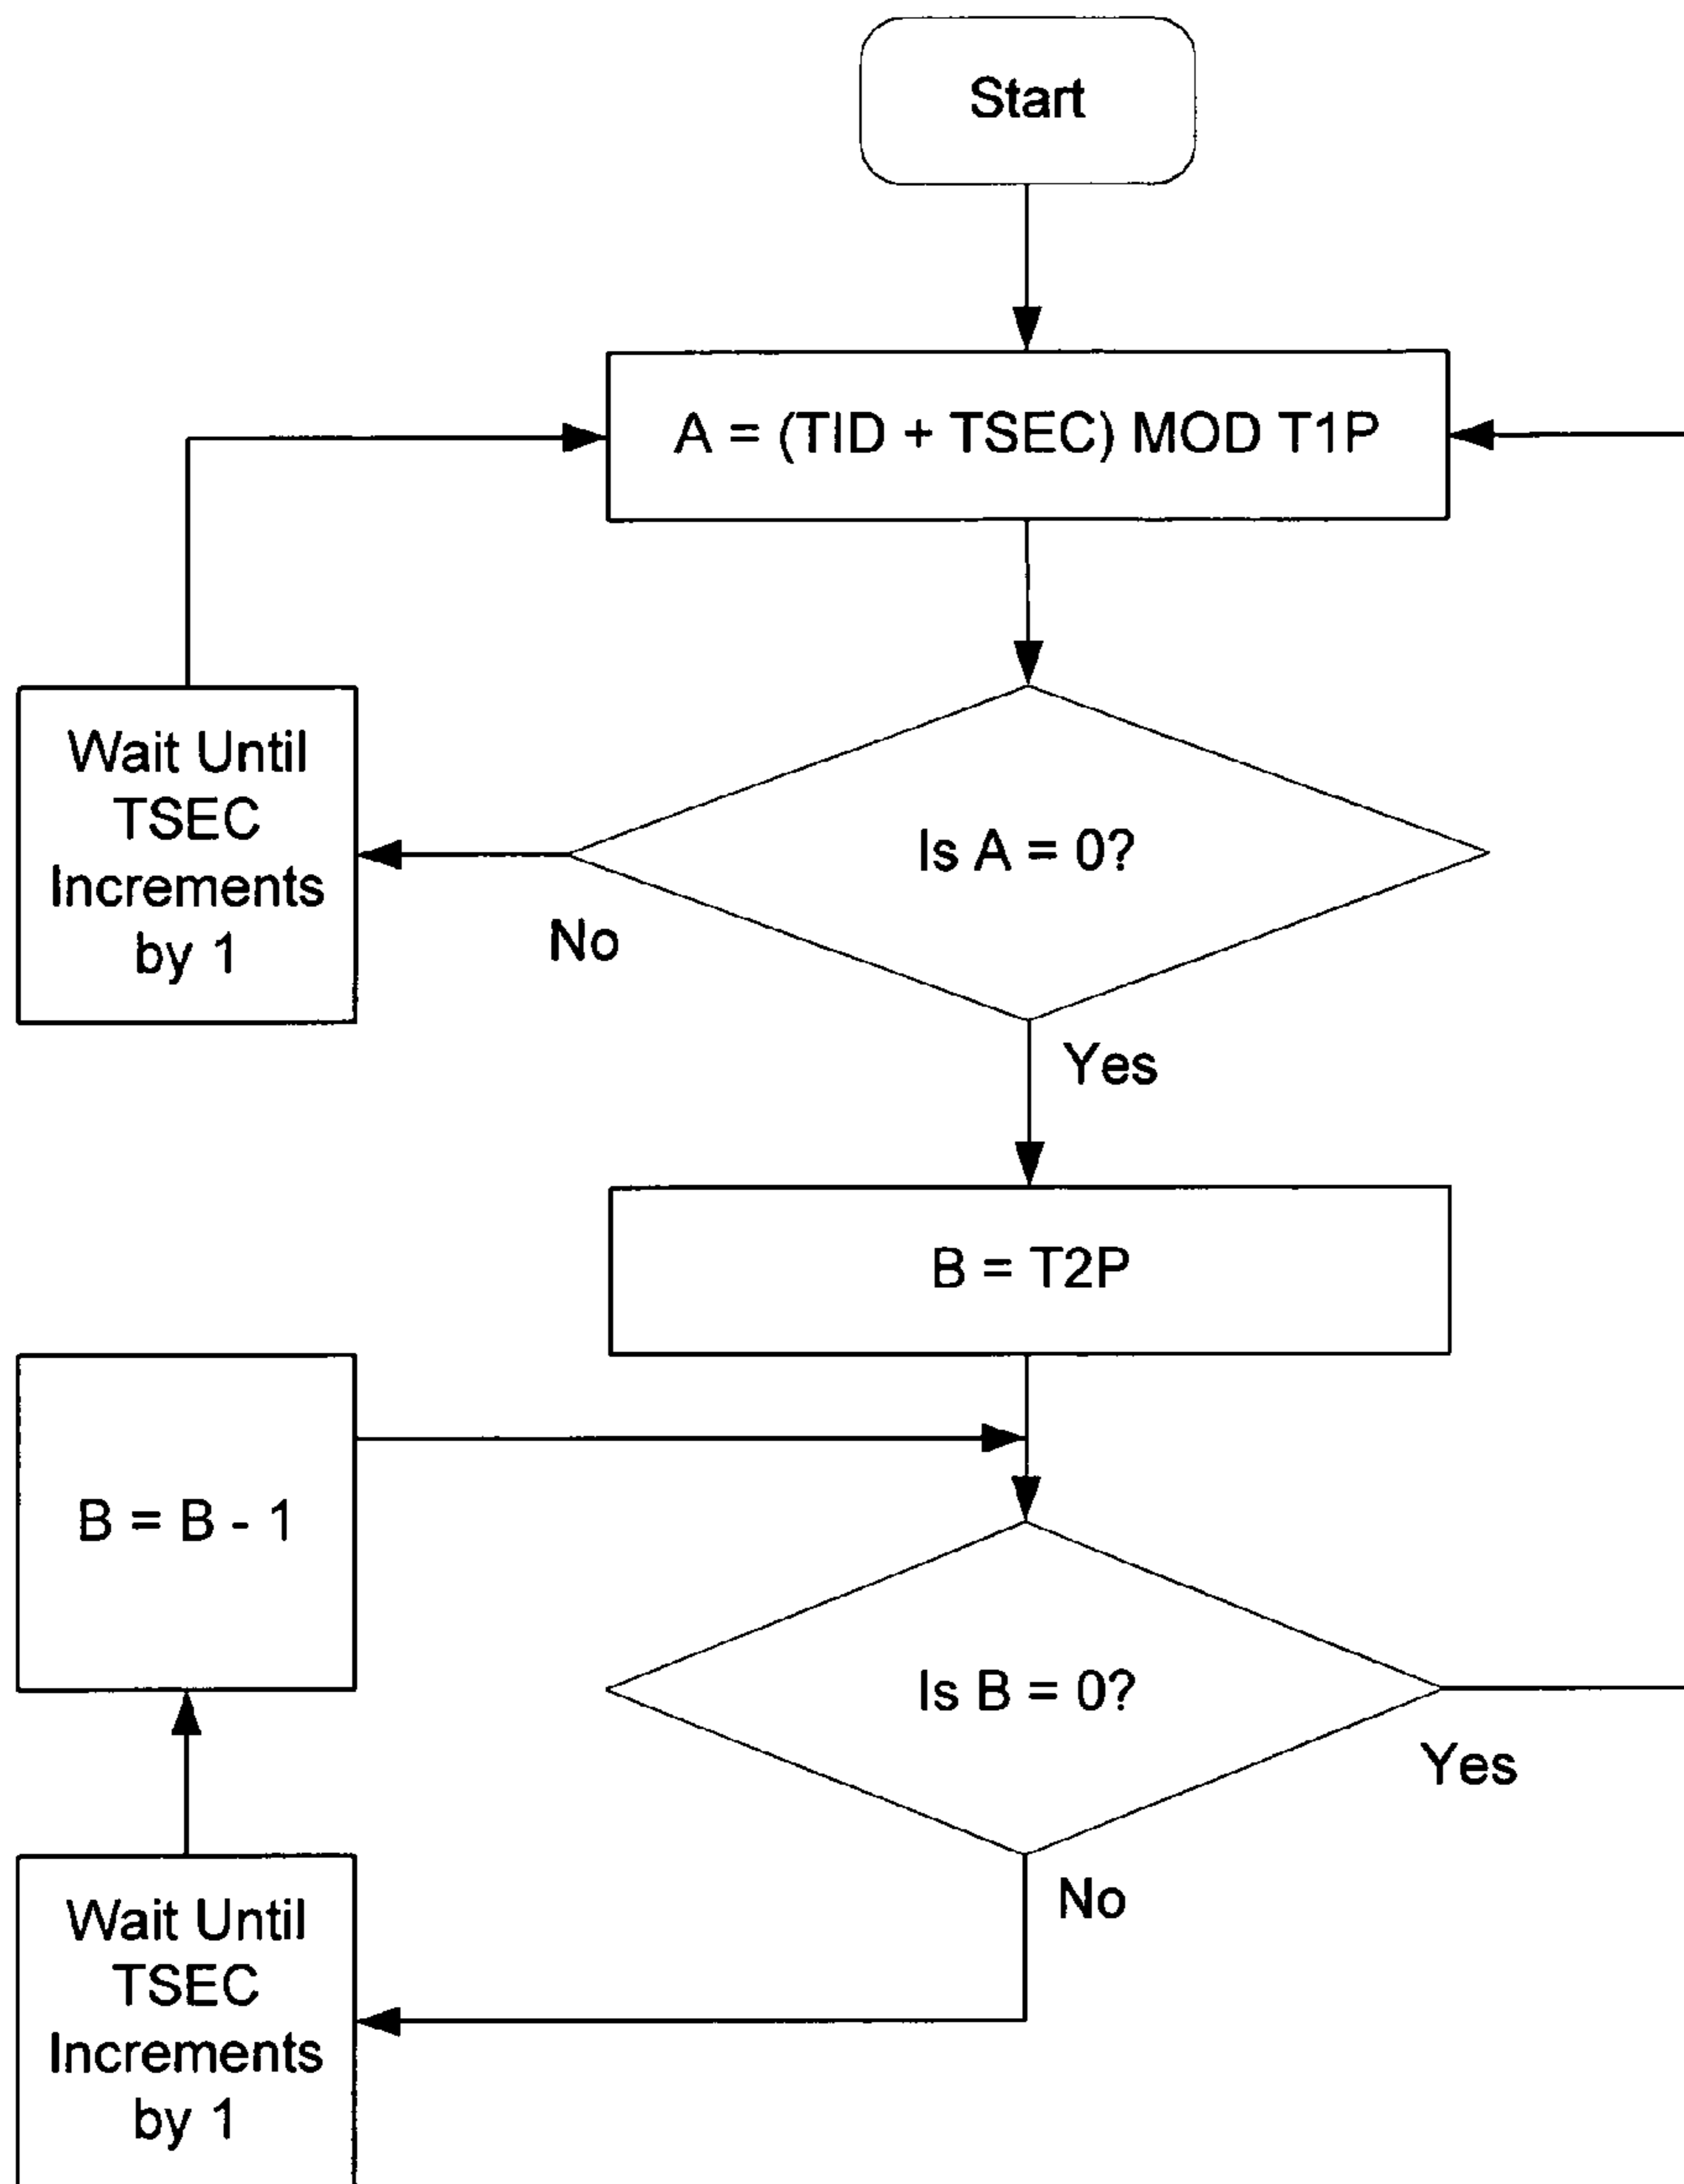 Start
A = (TID + TSEC) MOD T1P
Wait Until
TSEC
Increments
by 1
Is A = 0?
No
Yes
B = T2P
B = B - 1
Is B = 0?
Yes
No
Wait Until
TSEC
Increments
by 1